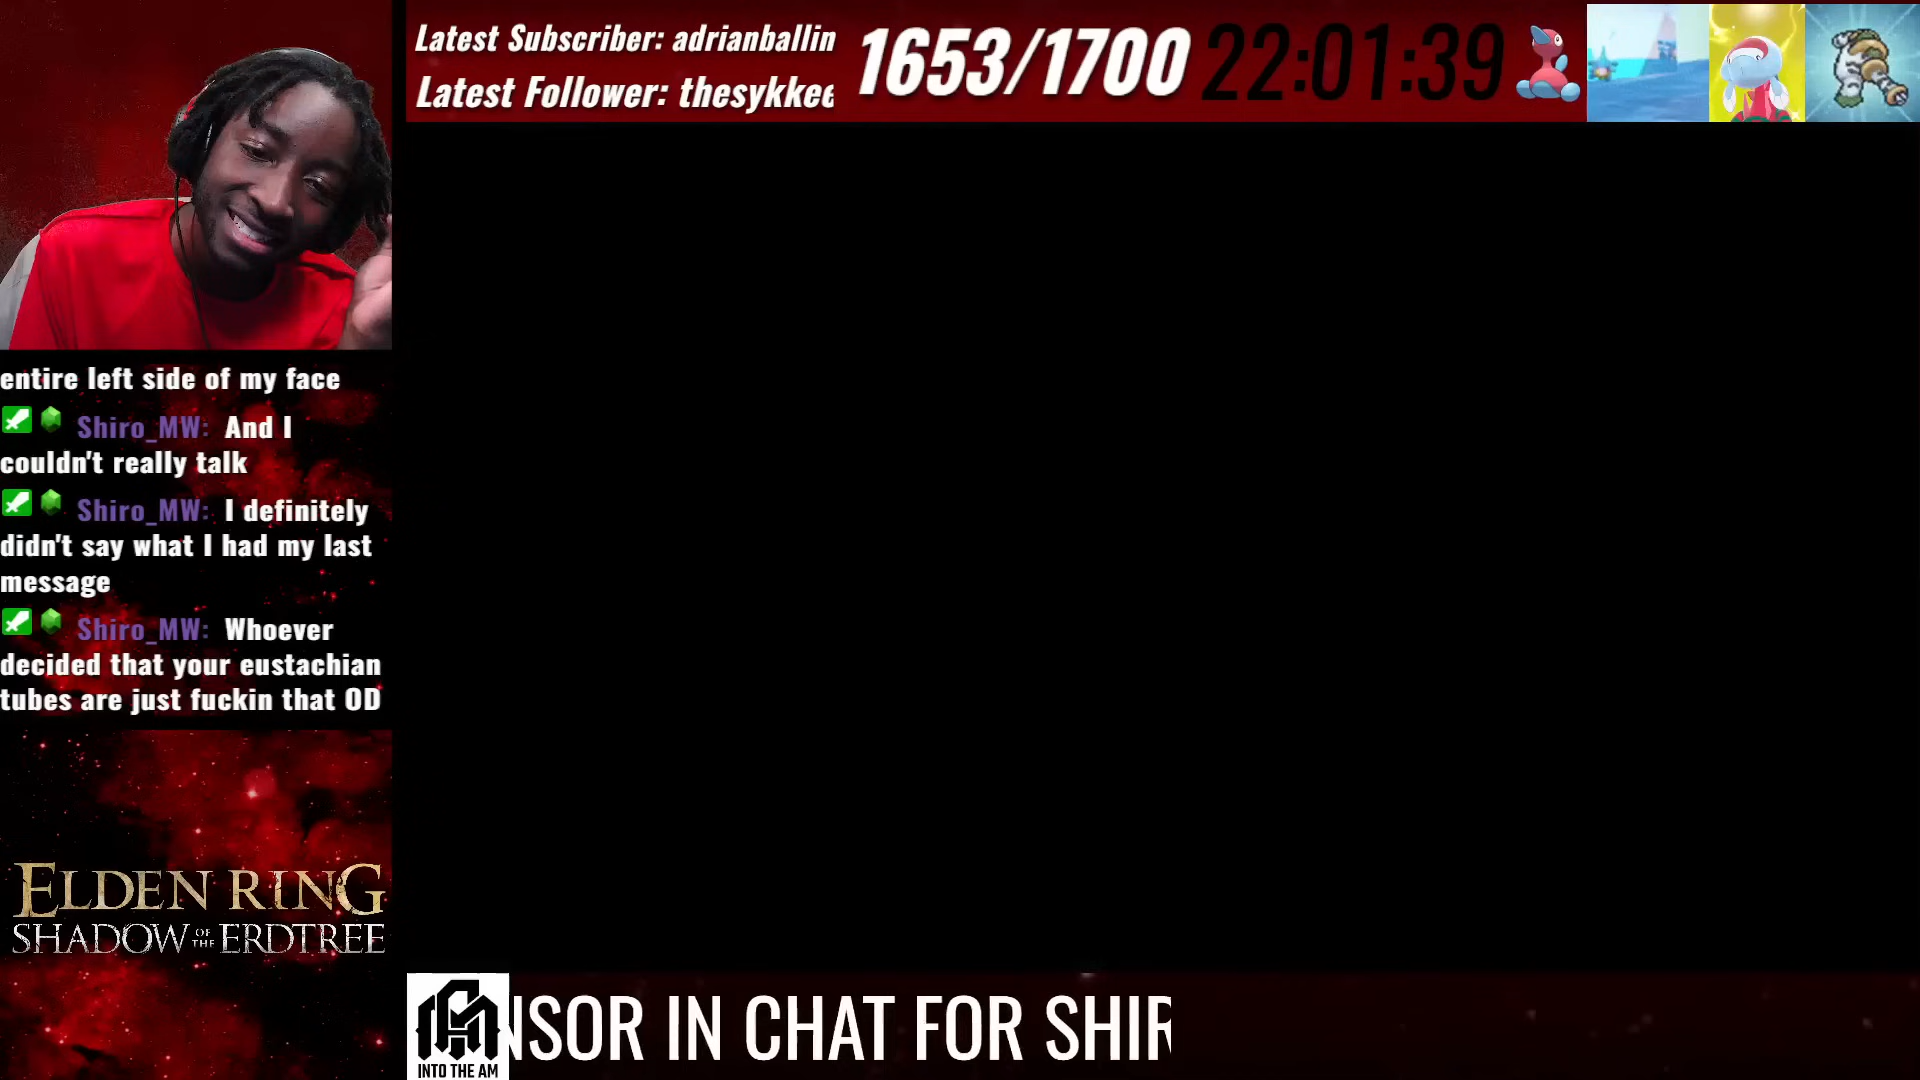 Latest Subscriber: adrianballin
Latest Follower: thesykkee
1653/1700
22:01:39
entire left side of my face
Shiro_MW: And I
couldn't really talk
Shiro_MW: I definitely
didn't say what I had my last
message
Shiro_MW: Whoever
decided that your eustachian
tubes are just fuckin that OD
ELDEN RING
SHADOW OF THE ERDTREE
INTO THE AM
NSOR IN CHAT FOR SHIR